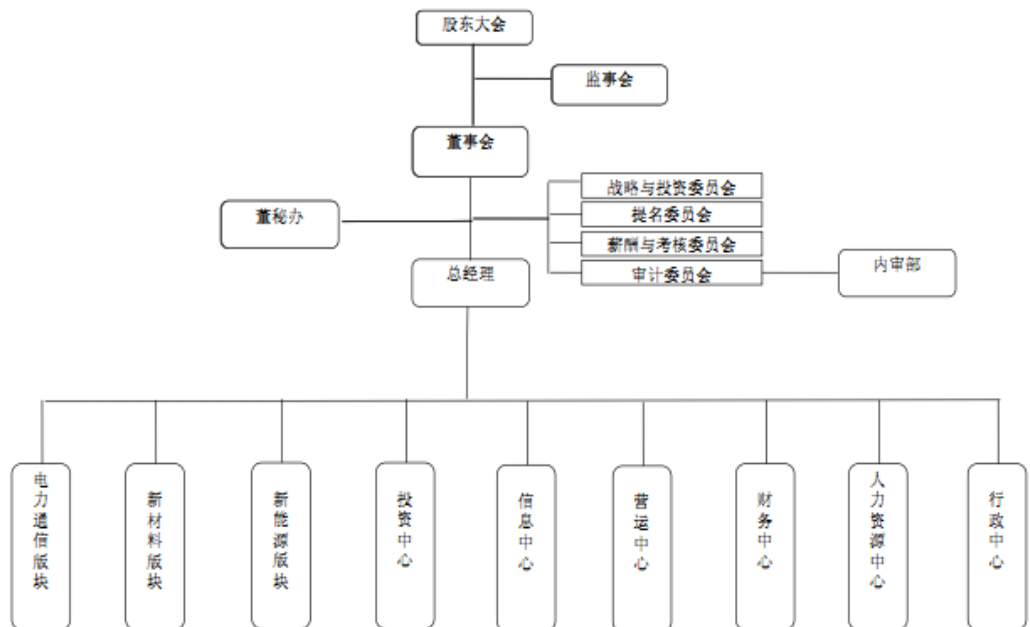 股东大会
监事会
董事会
战略与投资委员会
董秘办
提名委员会
薪酬与考核委员会
总经理
审计委员会
内审部
电力通信版块
新材料版块
新能源版块
投资中心
信息中心
营运中心
财务中心
人力资源中心
行政中心